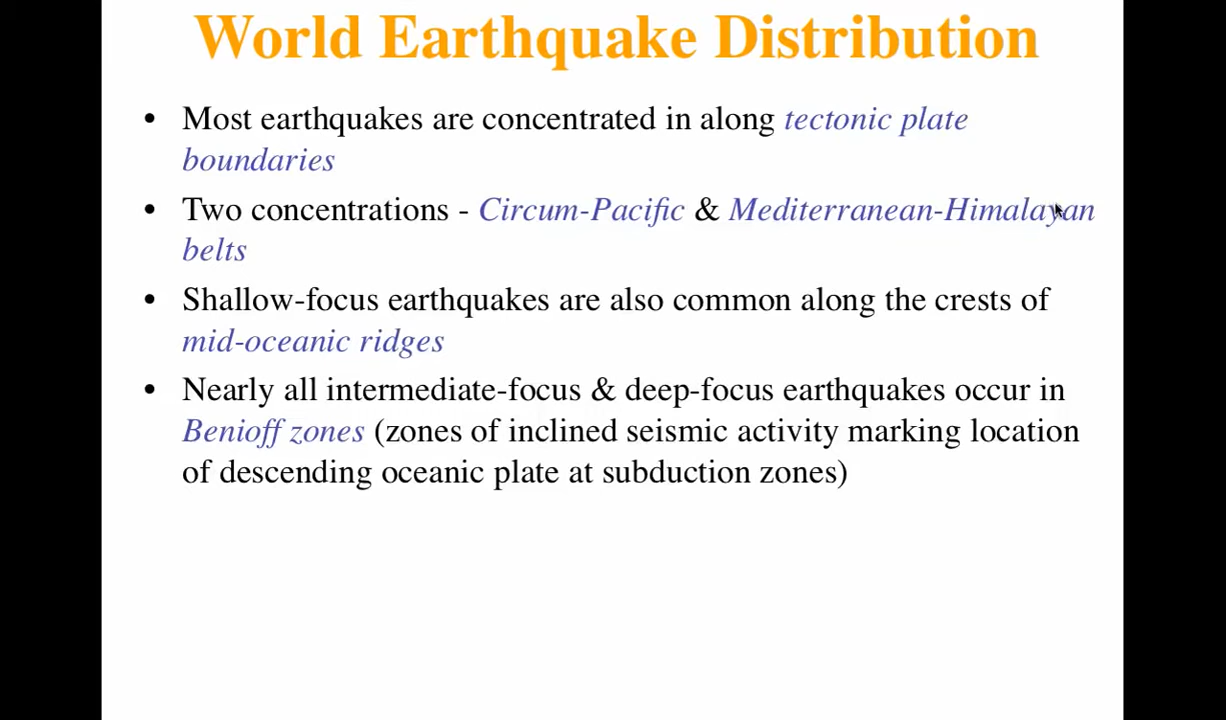 World Earthquake Distribution
• Most earthquakes are concentrated in along tectonic plate
boundaries
• Two concentrations - Circum-Pacific & Mediterranean-Himalayan
belts
• Shallow-focus earthquakes are also common along the crests of
mid-oceanic ridges
• Nearly all intermediate-focus & deep-focus earthquakes occur in
Benioff zones (zones of inclined seismic activity marking location
of descending oceanic plate at subduction zones)